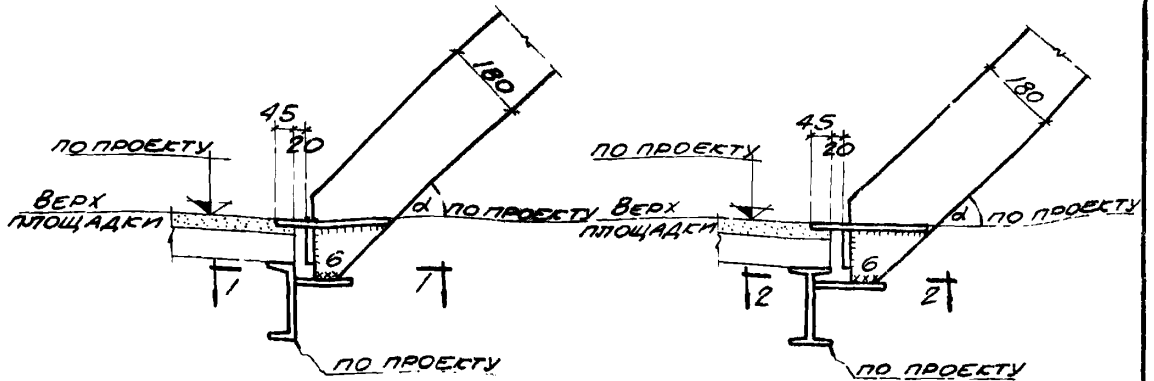 180
45
20
ПО ПРОЕКТУ
ВЕРХ
ПЛОЩАДКИ
α ПО ПРОЕКТУ
6
1 1
ПО ПРОЕКТУ
180
45
20
ПО ПРОЕКТУ
ВЕРХ
ПЛОЩАДКИ
α ПО ПРОЕКТУ
6
2 2
ПО ПРОЕКТУ